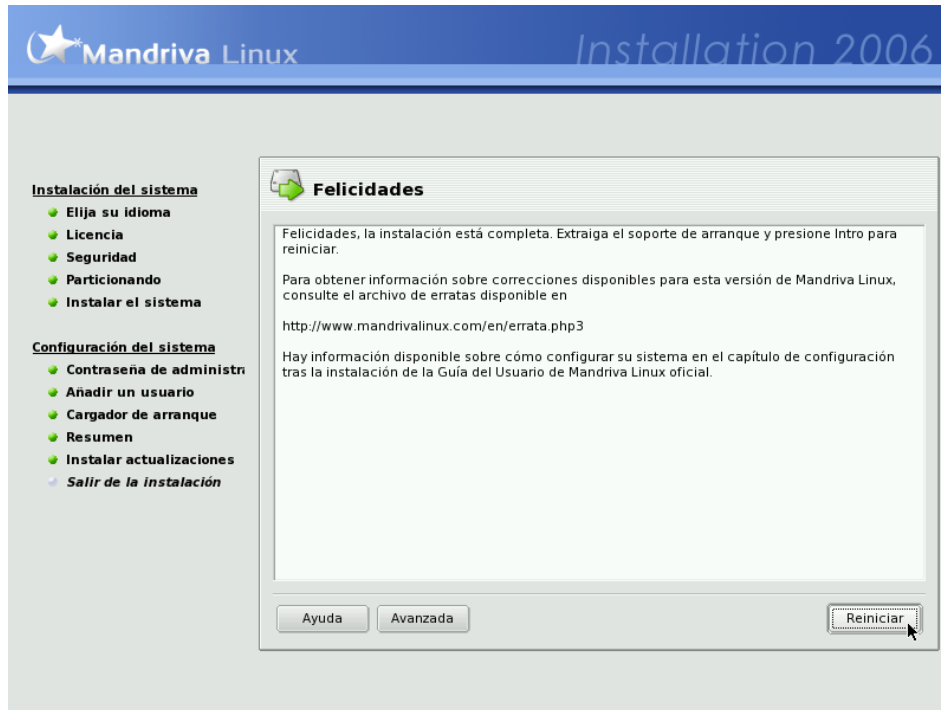 Mandriva Linux
Installation 2006
Instalación del sistema
Elija su idioma
Licencia
Seguridad
Particionando
Instalar el sistema
Configuración del sistema
Contraseña de administra
Añadir un usuario
Cargador de arranque
Resumen
Instalar actualizaciones
Salir de la instalación
Felicidades
Felicidades, la instalación está completa. Extraiga el soporte de arranque y presione Intro para
reiniciar.
Para obtener información sobre correcciones disponibles para esta versión de Mandriva Linux,
consulte el archivo de erratas disponible en
http://www.mandrivalinux.com/en/errata.php3
Hay información disponible sobre cómo configurar su sistema en el capítulo de configuración
tras la instalación de la Guía del Usuario de Mandriva Linux oficial.
Ayuda
Avanzada
Reiniciar